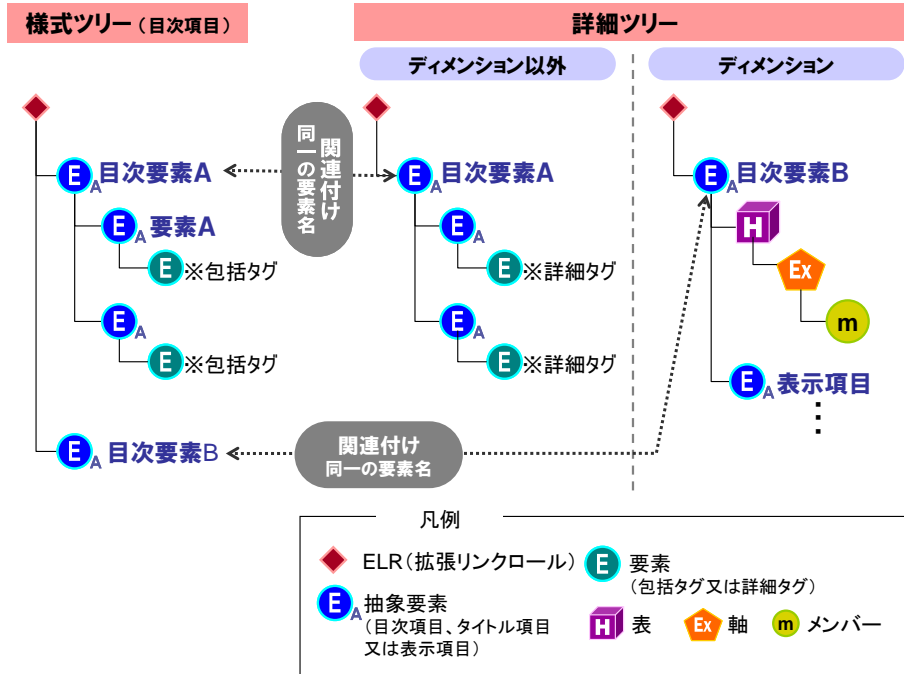 様式ツリー（目次項目）
詳細ツリー
ディメンション以外
ディメンション
関連付け
同一の要素名
E A 目次要素A
E A 要素A
E ※包括タグ
E A
E ※包括タグ
E A 目次要素B
E A 目次要素A
E A
E ※詳細タグ
E A
E ※詳細タグ
E A 目次要素B
H
Ex
m
E A 表示項目
関連付け
同一の要素名
凡例
ELR（拡張リンクロール）
E 要素
（包括タグ又は詳細タグ）
E A 抽象要素
（目次項目、タイトル項目
又は表示項目）
H 表
Ex 軸
m メンバー